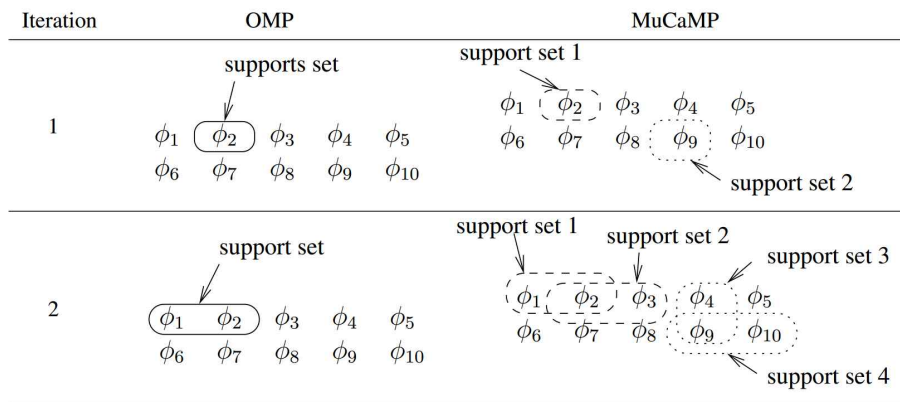 Iteration OMP MuCaMP
supports set
support set 1
1
ϕ1 ϕ2 ϕ3 ϕ4 ϕ5
ϕ6 ϕ7 ϕ8 ϕ9 ϕ10
ϕ1 ϕ2 ϕ3 ϕ4 ϕ5
ϕ6 ϕ7 ϕ8 ϕ9 ϕ10
support set 2
2
support set
ϕ1 ϕ2 ϕ3 ϕ4 ϕ5
ϕ6 ϕ7 ϕ8 ϕ9 ϕ10
support set 1
support set 2
support set 3
ϕ1 ϕ2 ϕ3 ϕ4 ϕ5
ϕ6 ϕ7 ϕ8 ϕ9 ϕ10
support set 4